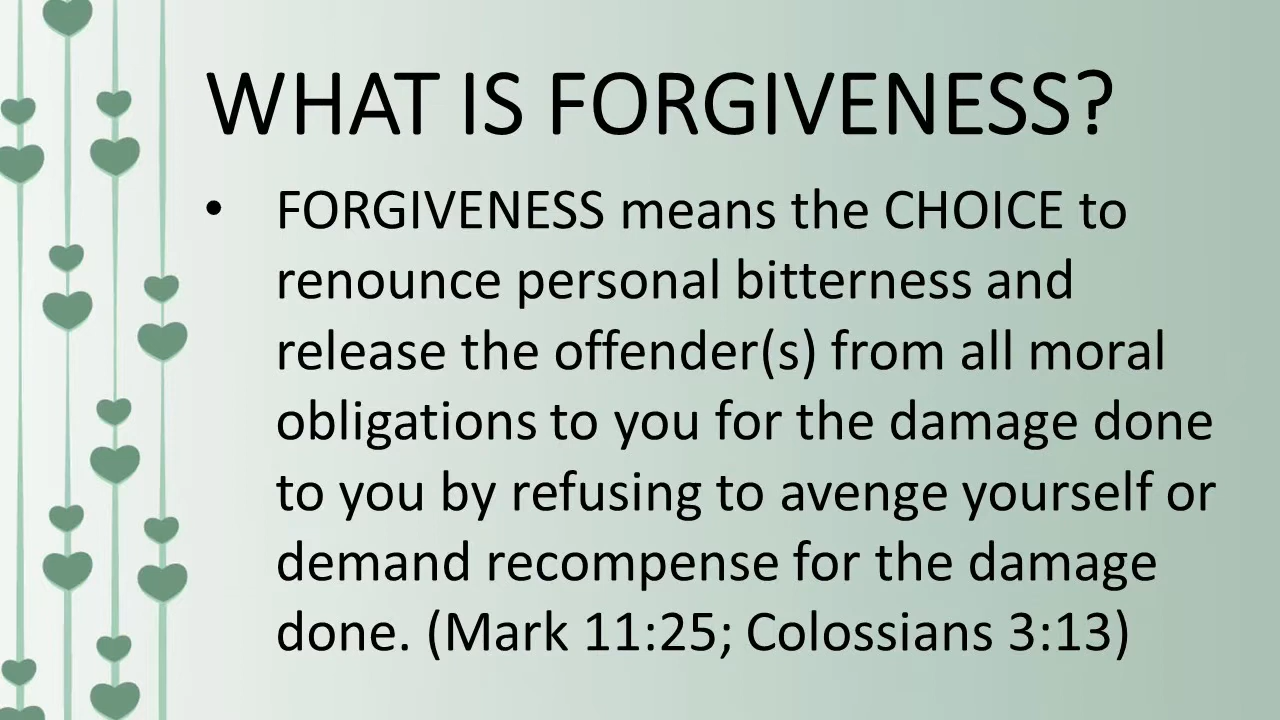 WHAT IS FORGIVENESS?
• FORGIVENESS means the CHOICE to
renounce personal bitterness and
release the offender(s) from all moral
obligations to you for the damage done
to you by refusing to avenge yourself or
demand recompense for the damage
done. (Mark 11:25; Colossians 3:13)